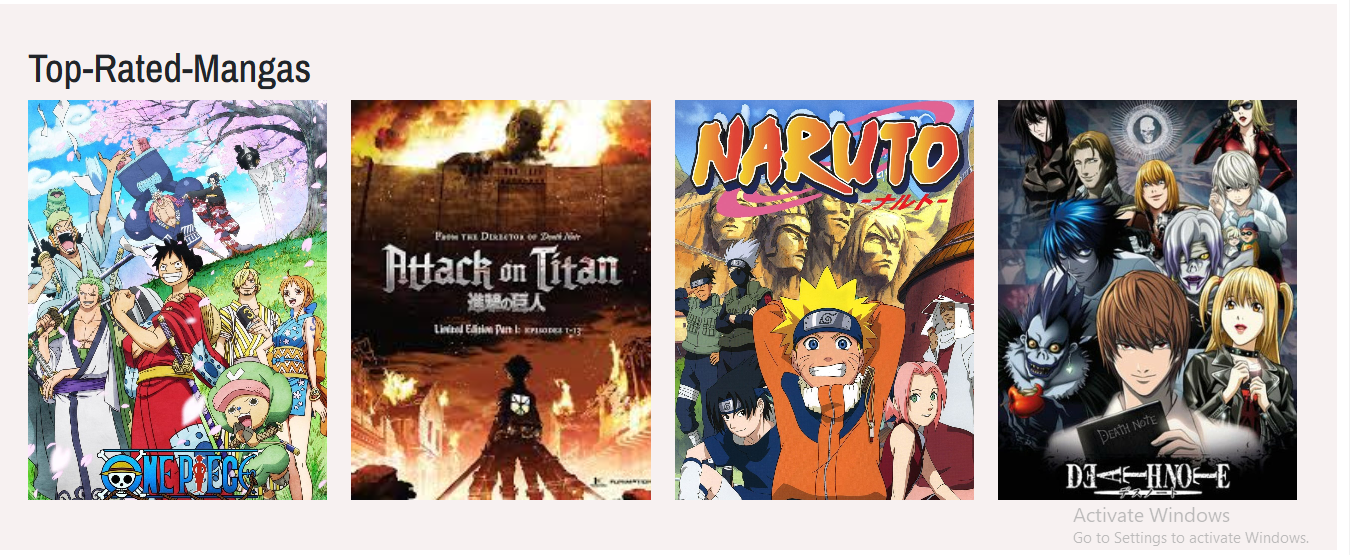 Top-Rated-Mangas
ONE PIECE
FROM THE DIRECTOR OF Death Note
Attack on Titan
進撃の巨人
Limited Edition Part 1: EPISODES 1-13
FUNIMATION
NARUTO
-ナルト-
DEATH NOTE
DEATHNOTE
デスノート
Activate Windows
Go to Settings to activate Windows.